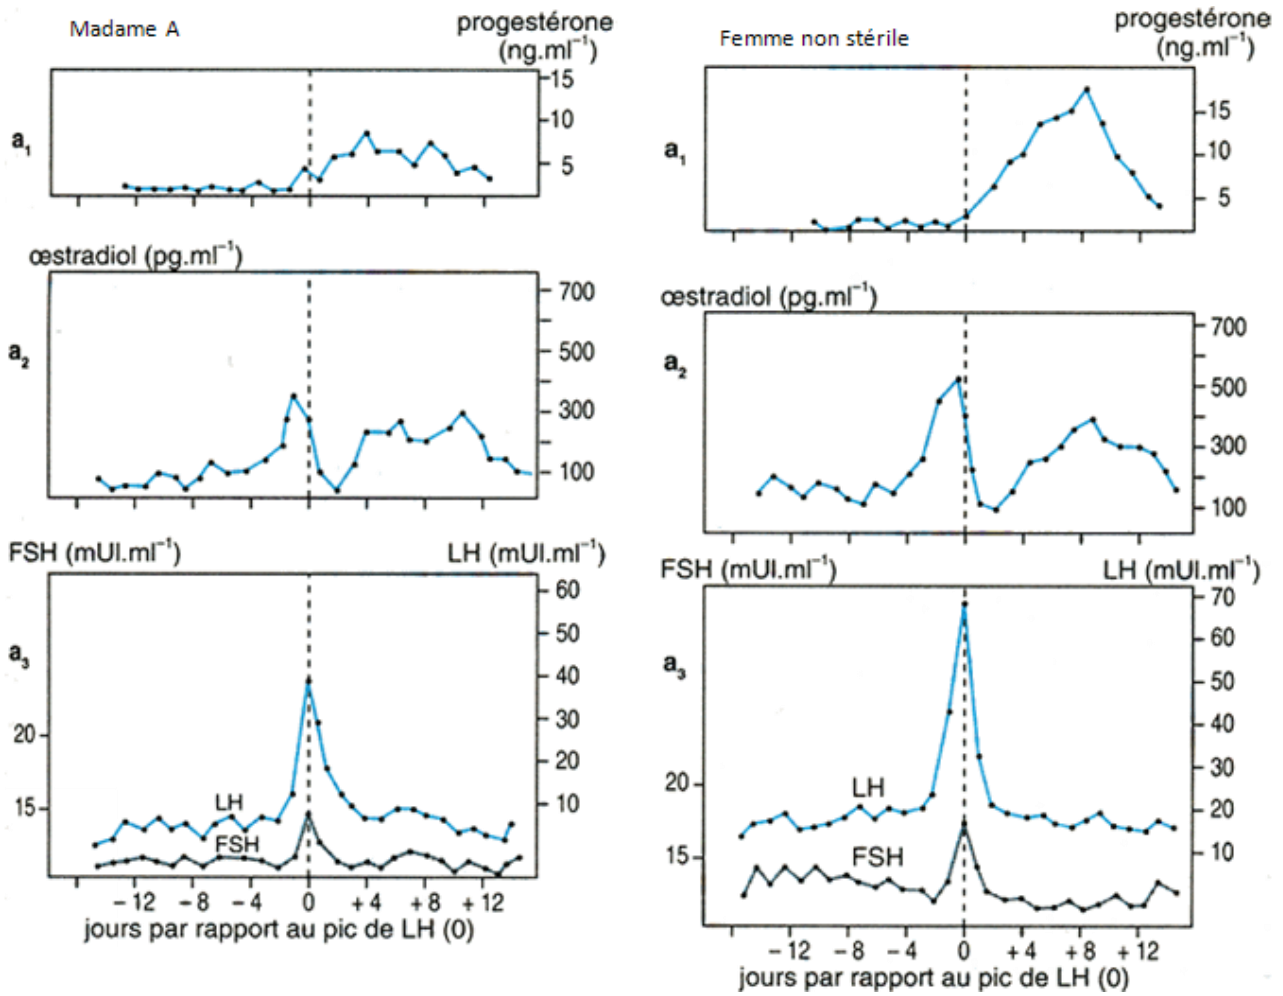 Madame A
progestérone
(ng.ml⁻¹)
15
10
5
a₁
œstradiol (pg.ml⁻¹)
700
500
300
100
a₂
FSH (mUI.ml⁻¹)
LH (mUI.ml⁻¹)
60
50
40
30
20
10
a₃
20
15
LH
FSH
-12 -8 -4 0 +4 +8 +12
jours par rapport au pic de LH (0)
Femme non stérile
progestérone
(ng.ml⁻¹)
15
10
5
a₁
œstradiol (pg.ml⁻¹)
700
500
300
100
a₂
FSH (mUI.ml⁻¹)
LH (mUI.ml⁻¹)
70
60
50
40
30
20
10
a₃
20
15
LH
FSH
-12 -8 -4 0 +4 +8 +12
jours par rapport au pic de LH (0)